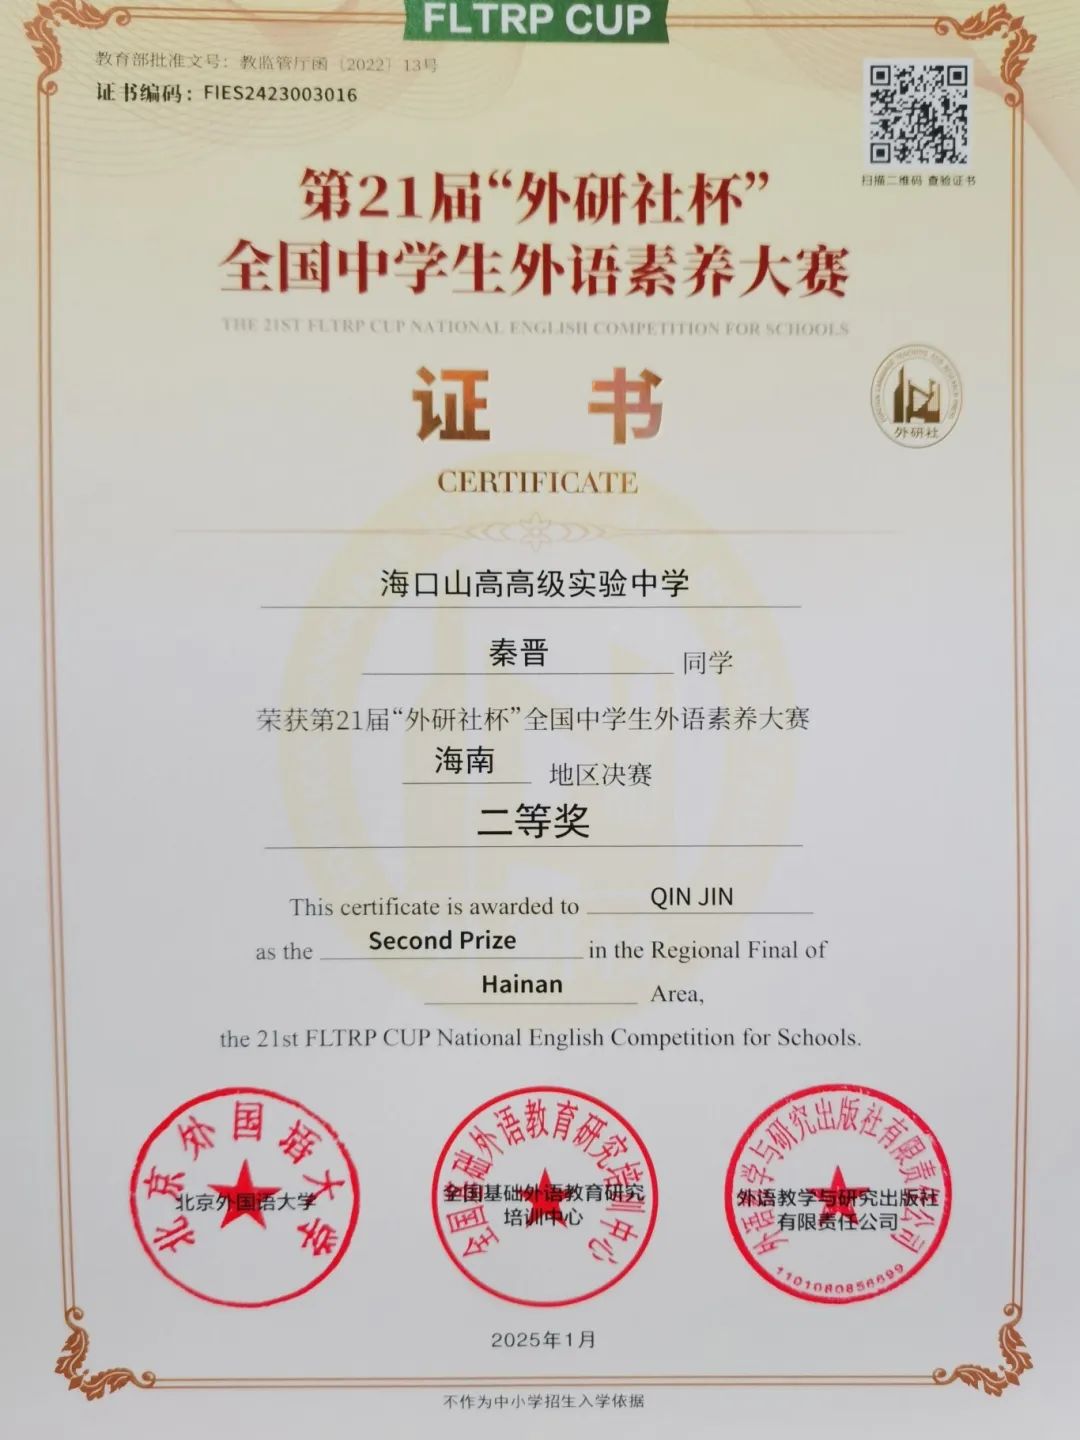 FLTRP CUP
教育部批准文号：教监管厅函〔2022〕13号
证书编码：FIES2423003016
扫描二维码 查验证书
第21届“外研社杯”
全国中学生外语素养大赛
THE 21ST FLTRP CUP NATIONAL ENGLISH COMPETITION FOR SCHOOLS
证 书
外研社
CERTIFICATE
海口山高高级实验中学
秦晋 同学
荣获第21届“外研社杯”全国中学生外语素养大赛
海南 地区决赛
二等奖
This certificate is awarded to QIN JIN
as the Second Prize in the Regional Final of
Hainan Area,
the 21st FLTRP CUP National English Competition for Schools.
北京外国语大学
北京外国语大学
全国基础外语教育研究培训中心
全国基础外语教育研究
培训中心
外语教学与研究出版社有限责任公司
外语教学与研究出版社
有限责任公司
1101080856699
2025年1月
不作为中小学招生入学依据